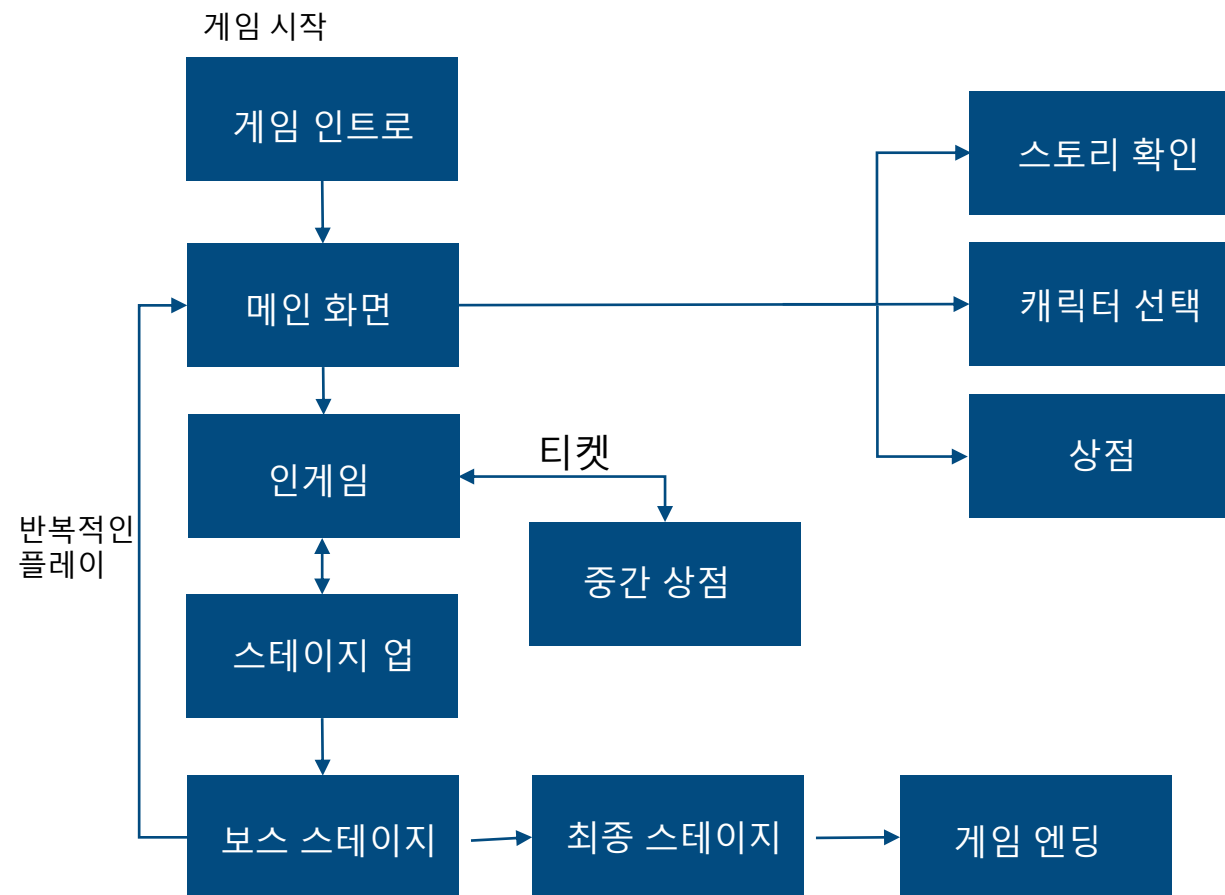 게임 시작
게임 인트로
스토리 확인
메인 화면
캐릭터 선택
상점
티켓
인게임
반복적인
플레이
중간 상점
스테이지 업
보스 스테이지
최종 스테이지
게임 엔딩